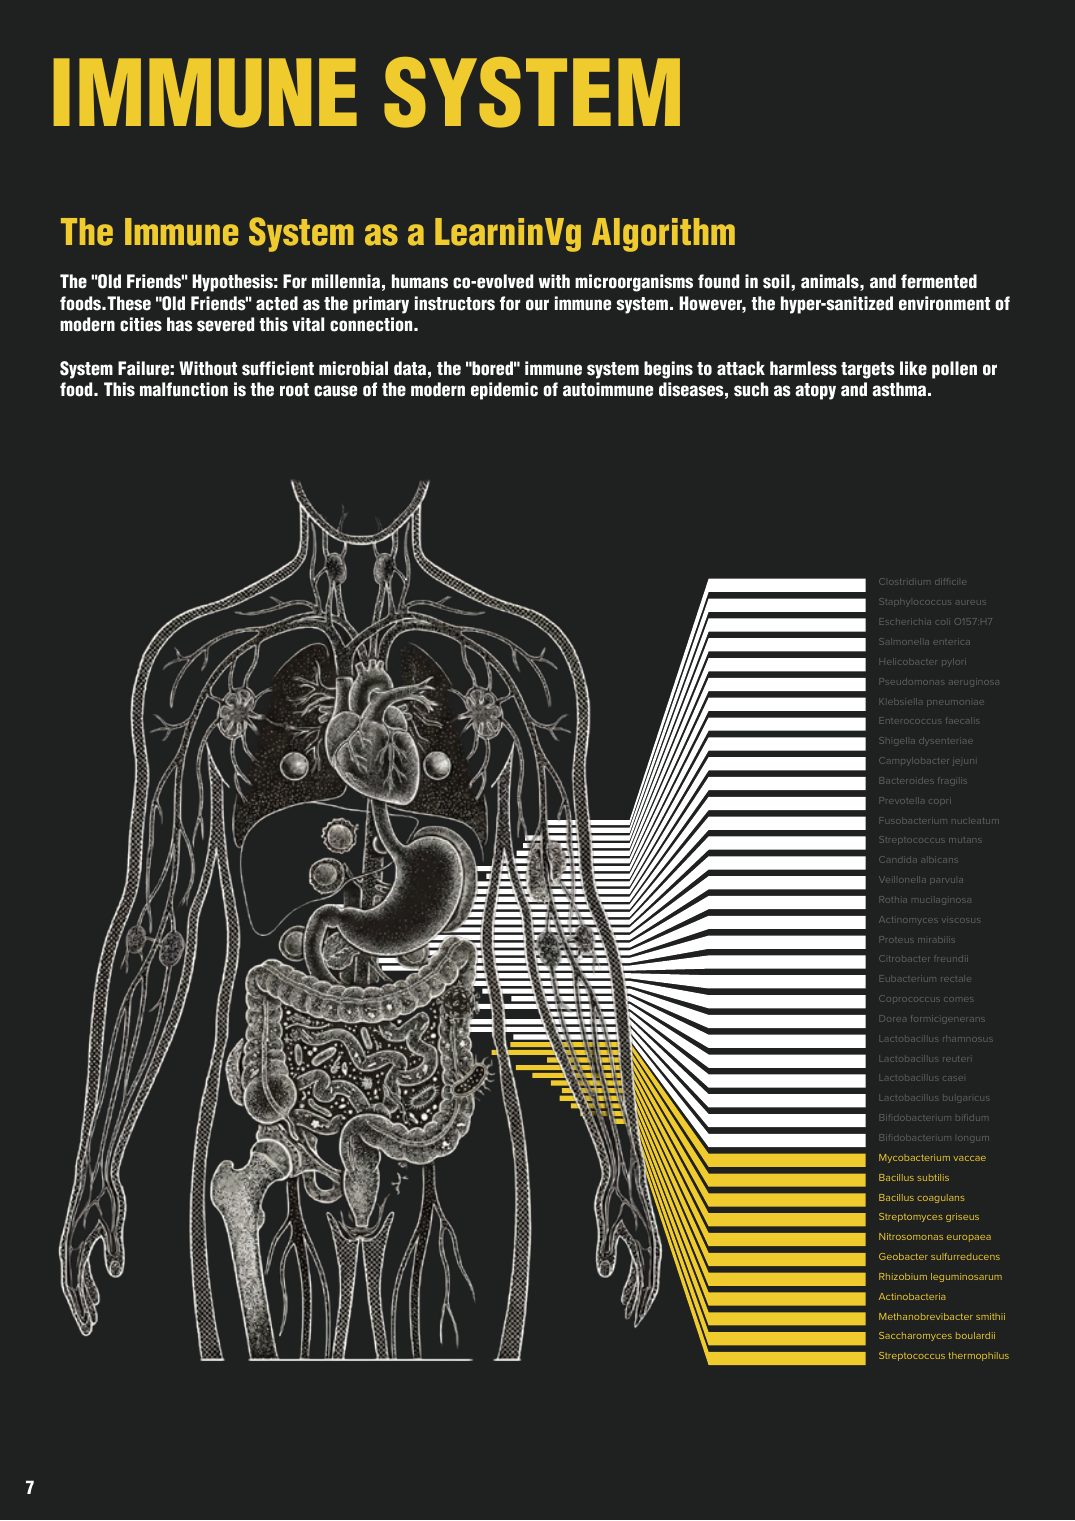 IMMUNE SYSTEM
The Immune System as a LearninVg Algorithm
The "Old Friends" Hypothesis: For millennia, humans co-evolved with microorganisms found in soil, animals, and fermented
foods.These "Old Friends" acted as the primary instructors for our immune system. However, the hyper-sanitized environment of
modern cities has severed this vital connection.
System Failure: Without sufficient microbial data, the "bored" immune system begins to attack harmless targets like pollen or
food. This malfunction is the root cause of the modern epidemic of autoimmune diseases, such as atopy and asthma.
Clostridium difficile
Staphylococcus aureus
Escherichia coli O157:H7
Salmonella enterica
Helicobacter pylori
Pseudomonas aeruginosa
Klebsiella pneumoniae
Enterococcus faecalis
Shigella dysenteriae
Campylobacter jejuni
Bacteroides fragilis
Prevotella copri
Fusobacterium nucleatum
Streptococcus mutans
Candida albicans
Veillonella parvula
Rothia mucilaginosa
Actinomyces viscosus
Proteus mirabilis
Citrobacter freundii
Eubacterium rectale
Coprococcus comes
Dorea formicigenerans
Lactobacillus rhamnosus
Lactobacillus reuteri
Lactobacillus casei
Lactobacillus bulgaricus
Bifidobacterium bifidum
Bifidobacterium longum
Mycobacterium vaccae
Bacillus subtilis
Bacillus coagulans
Streptomyces griseus
Nitrosomonas europaea
Geobacter sulfurreducens
Rhizobium leguminosarum
Actinobacteria
Methanobrevibacter smithii
Saccharomyces boulardii
Streptococcus thermophilus
7